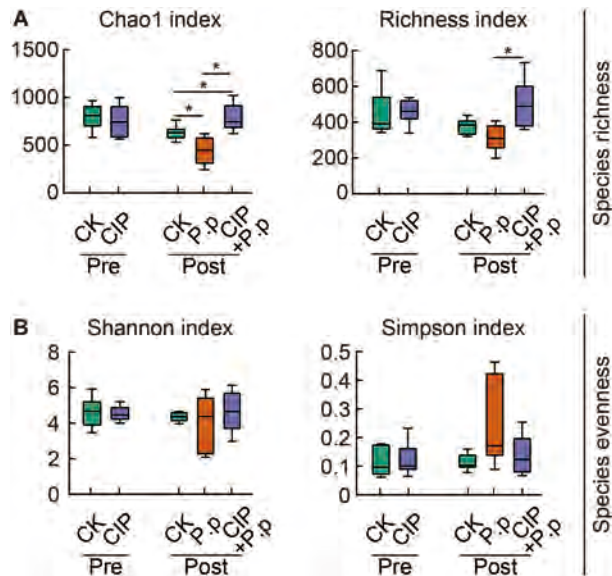 A
Chao1 index
1500
1000
500
0
*
*
*
CK
CIP
CK
P.p
CIP
+P.p
Pre
Post
Richness index
800
600
400
200
0
*
CK
CIP
CK
P.p
CIP
+P.p
Pre
Post
Species richness
B
Shannon index
8
6
4
2
0
CK
CIP
CK
P.p
CIP
+P.p
Pre
Post
Simpson index
0.5
0.4
0.3
0.2
0.1
0
CK
CIP
CK
P.p
CIP
+P.p
Pre
Post
Species evenness